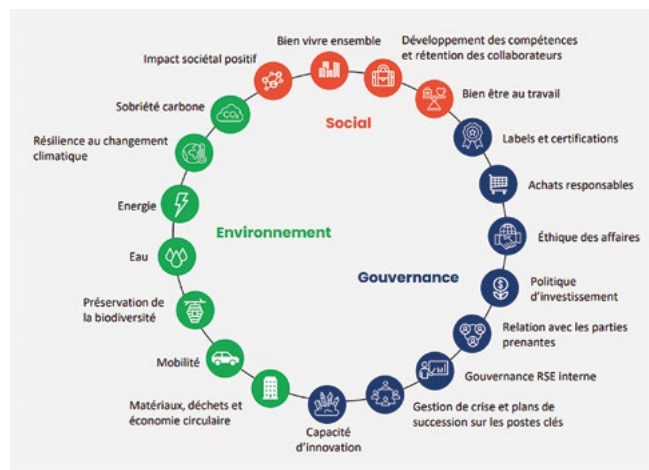 Bien vivre ensemble
Développement des compétences
et rétention des collaborateurs
Impact sociétal positif
Bien être au travail
Sobriété carbone
CO₂
Social
Labels et certifications
Résilience au changement
climatique
Achats responsables
Energie
Environnement
Éthique des affaires
Eau
Gouvernance
Politique
d'investissement
Préservation de
la biodiversité
Relation avec les parties
prenantes
Mobilité
Gouvernance RSE interne
Matériaux, déchets et
économie circulaire
Gestion de crise et plans de
succession sur les postes clés
Capacité
d'innovation